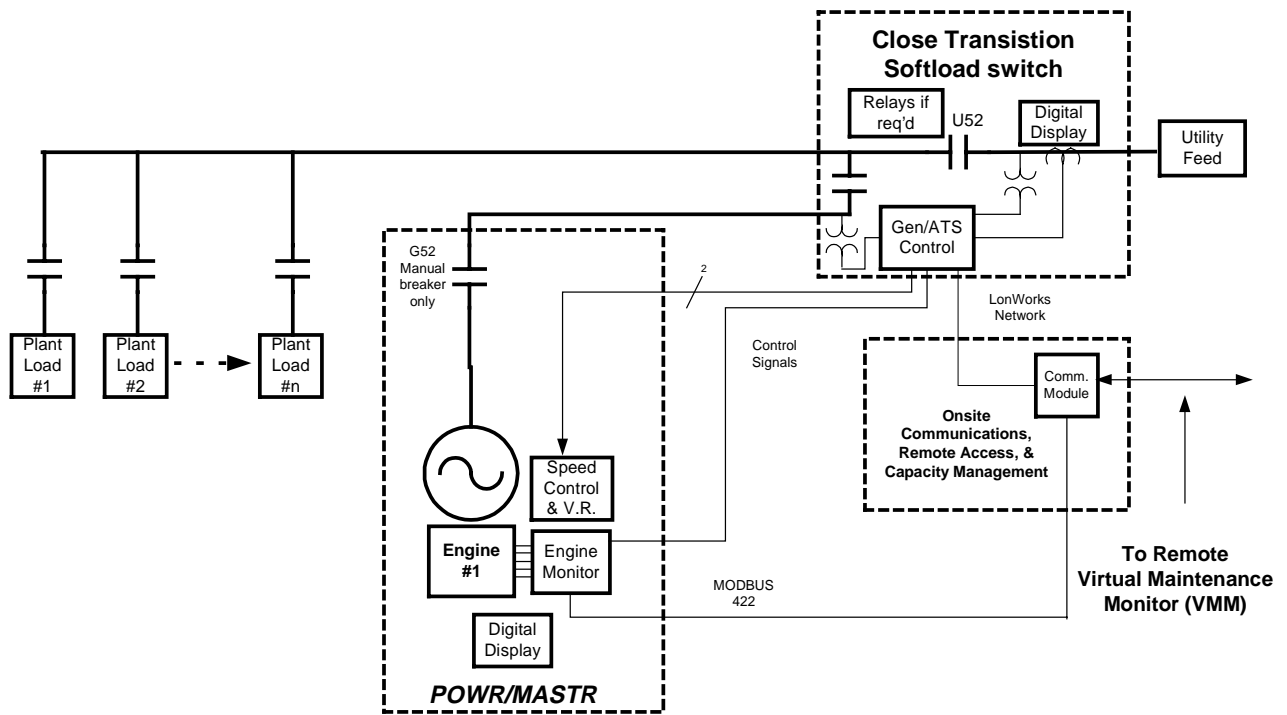 Close Transistion
Softload switch
Relays if
req'd
U52
Digital
Display
Utility
Feed
Gen/ATS
Control
G52
Manual
breaker
only
2
LonWorks
Network
Plant
Load
#1
Plant
Load
#2
Plant
Load
#n
Control
Signals
Comm.
Module
Onsite
Communications,
Remote Access, &
Capacity Management
Speed
Control
& V.R.
Engine
#1
Engine
Monitor
MODBUS
422
To Remote
Virtual Maintenance
Monitor (VMM)
Digital
Display
POWR/MASTR